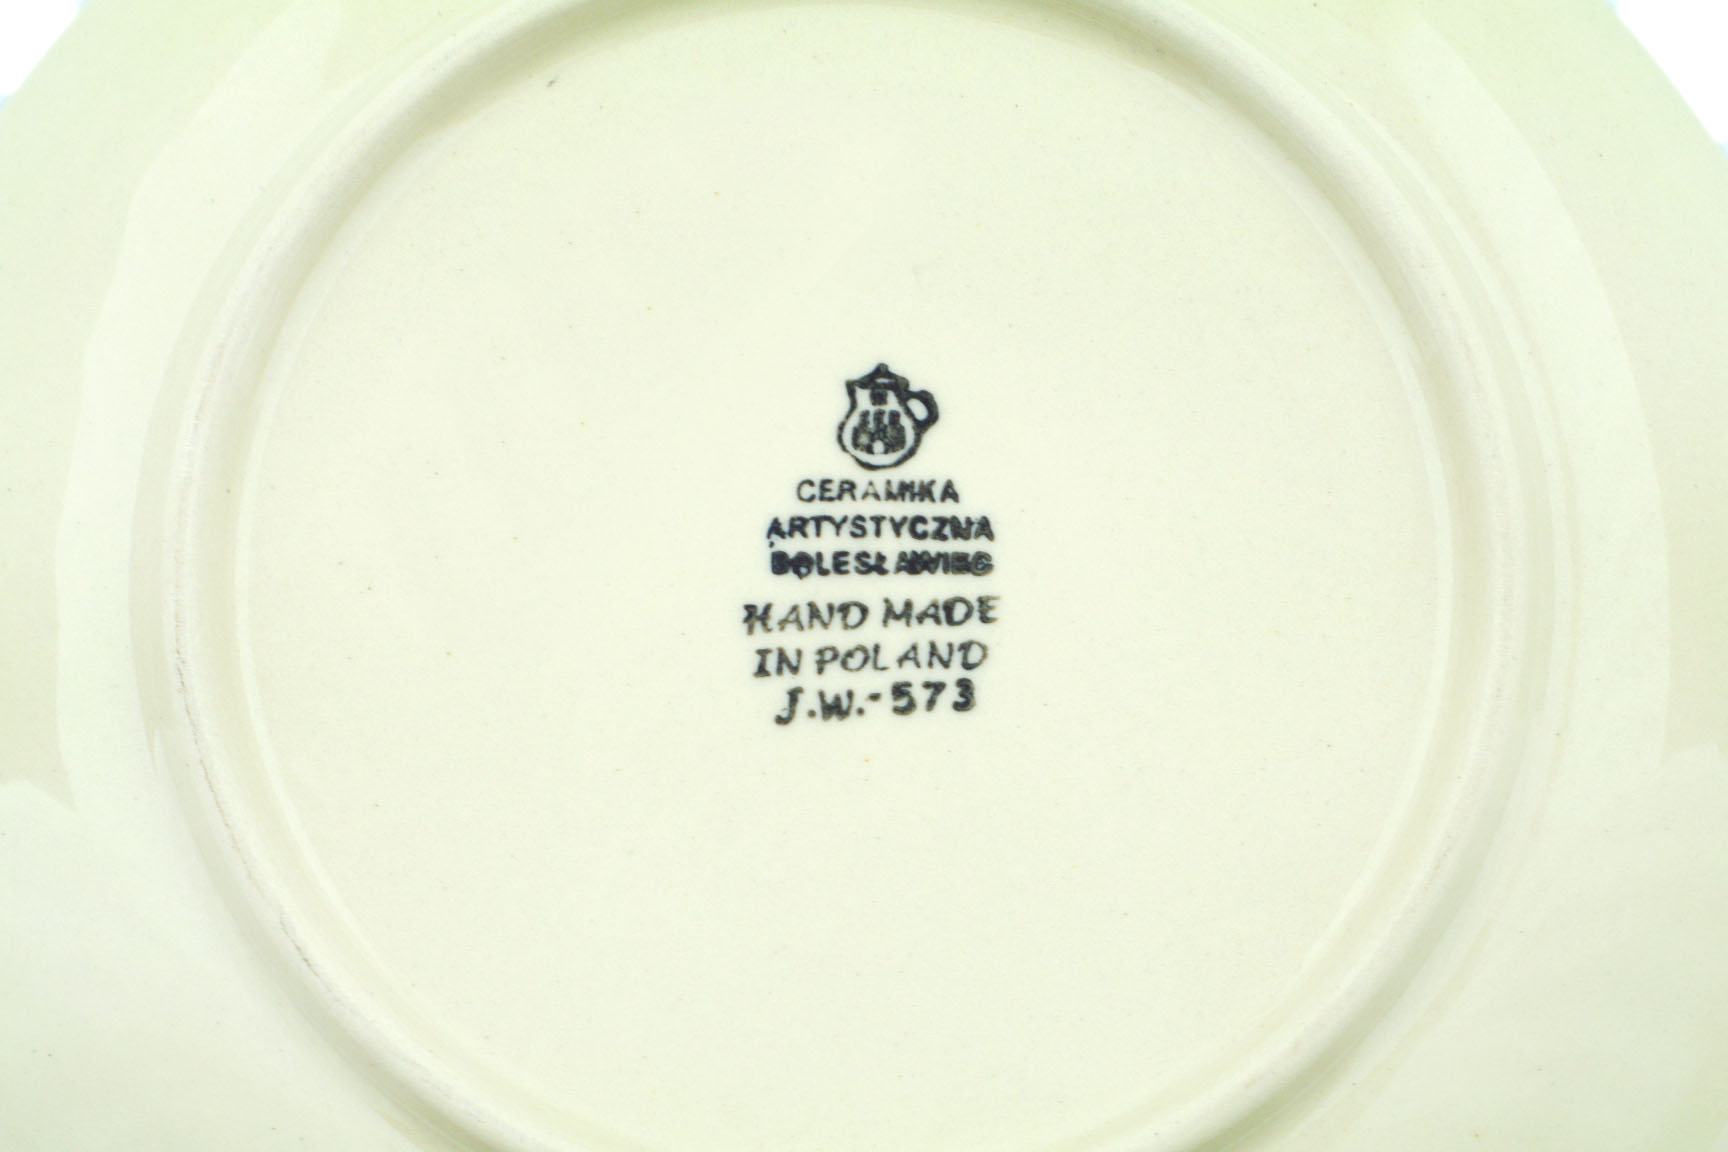 CERAMIKA
ARTYSTYCZNA
BOLESŁAWIEC
HAND MADE
IN POLAND
J.W.-573